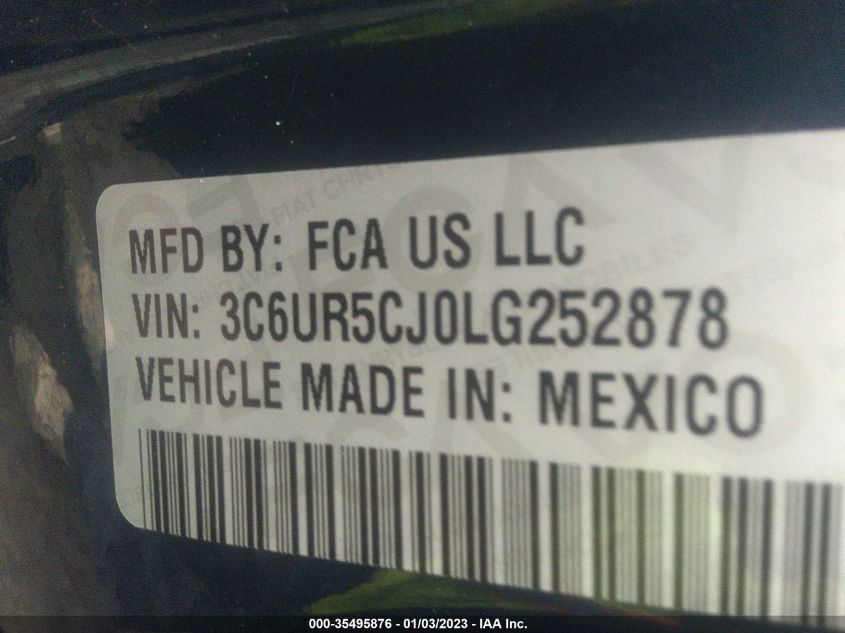 MFD BY: FCA US LLC
VIN: 3C6UR5CJ0LG252878
VEHICLE MADE IN: MEXICO
000-35495876 - 01/03/2023 - IAA Inc.